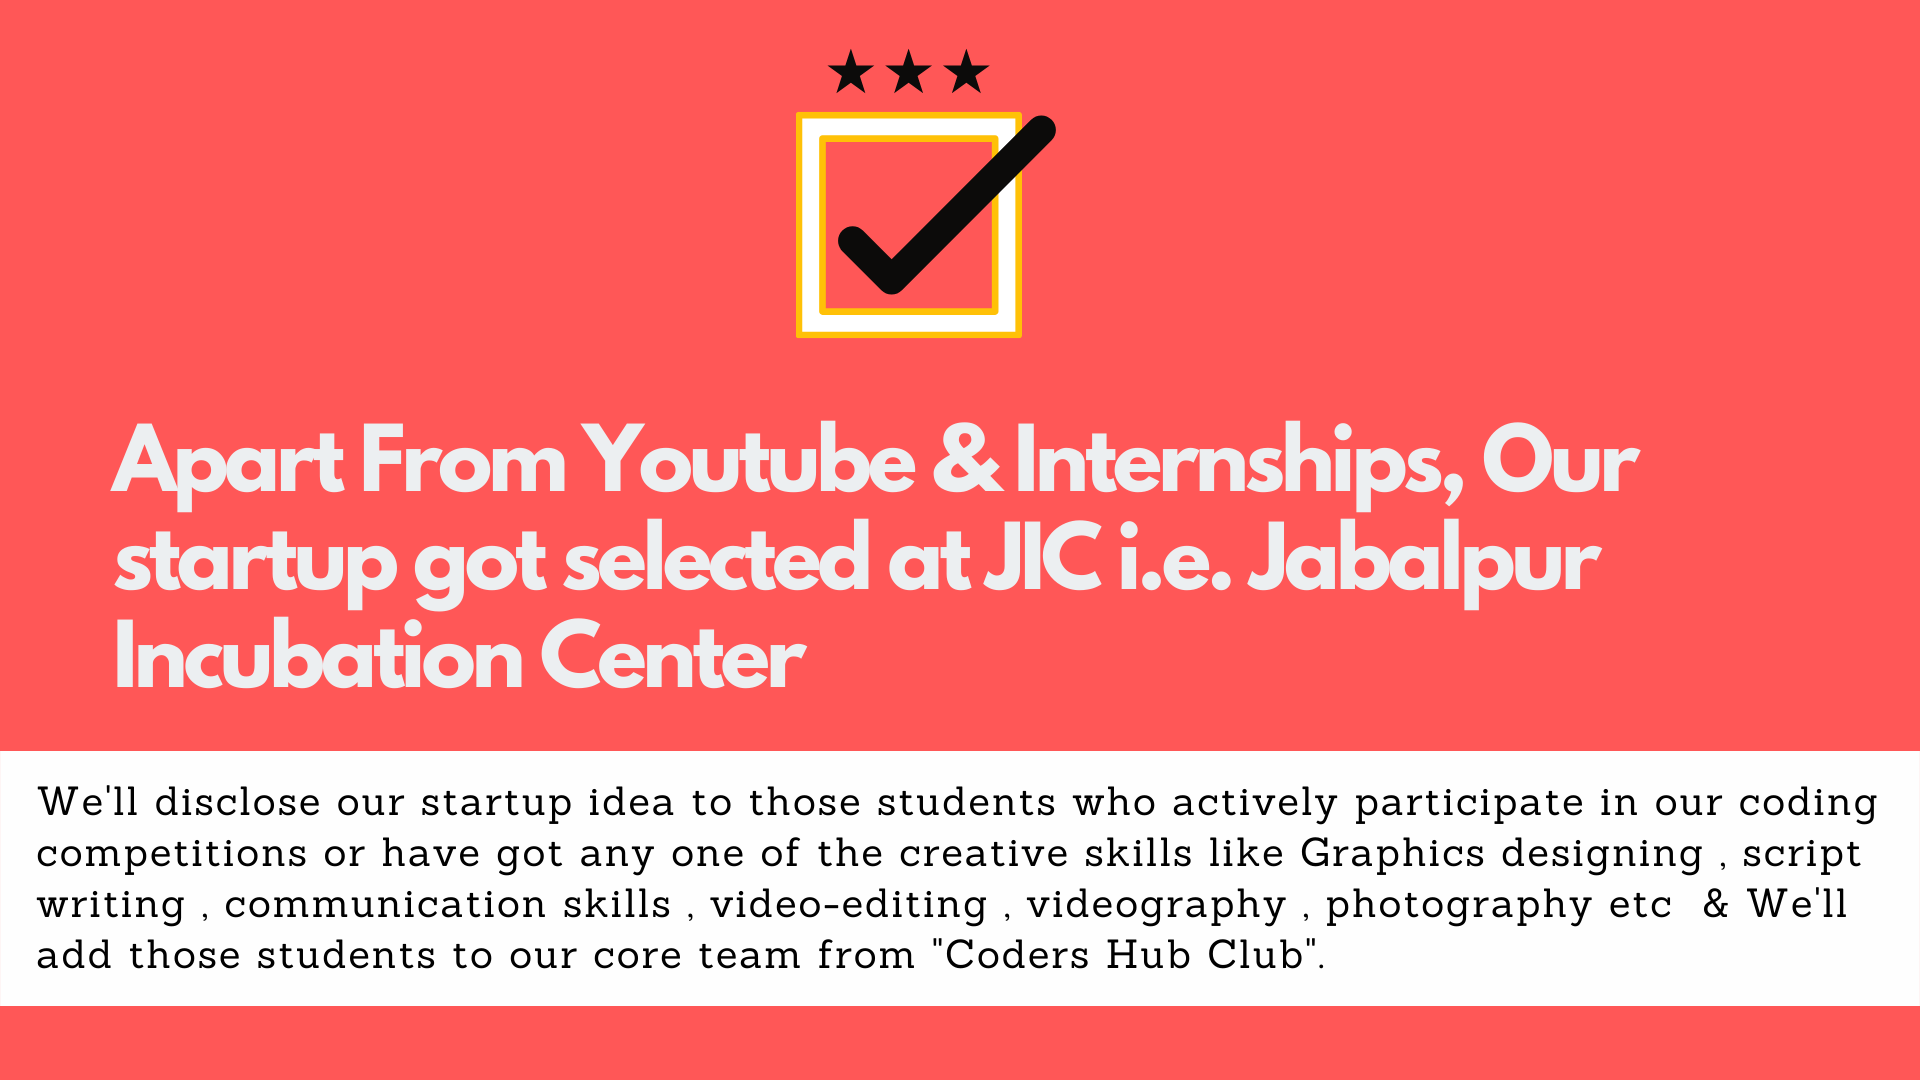 Apart From Youtube & Internships, Our
startup got selected at JIC i.e. Jabalpur
Incubation Center
We'll disclose our startup idea to those students who actively participate in our coding
competitions or have got any one of the creative skills like Graphics designing , script
writing , communication skills , video-editing , videography , photography etc  & We'll
add those students to our core team from "Coders Hub Club".